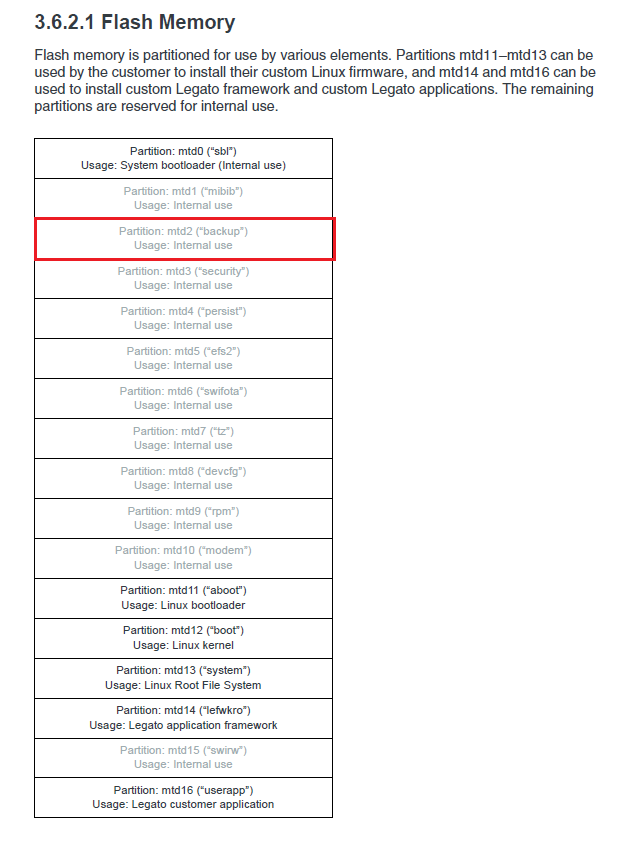 3.6.2.1 Flash Memory
Flash memory is partitioned for use by various elements. Partitions mtd11–mtd13 can be
used by the customer to install their custom Linux firmware, and mtd14 and mtd16 can be
used to install custom Legato framework and custom Legato applications. The remaining
partitions are reserved for internal use.
Partition: mtd0 (“sbl”)
Usage: System bootloader (Internal use)
Partition: mtd1 (“mibib”)
Usage: Internal use
Partition: mtd2 (“backup”)
Usage: Internal use
Partition: mtd3 (“security”)
Usage: Internal use
Partition: mtd4 (“persist”)
Usage: Internal use
Partition: mtd5 (“efs2”)
Usage: Internal use
Partition: mtd6 (“swifota”)
Usage: Internal use
Partition: mtd7 (“tz”)
Usage: Internal use
Partition: mtd8 (“devcfg”)
Usage: Internal use
Partition: mtd9 (“rpm”)
Usage: Internal use
Partition: mtd10 (“modem”)
Usage: Internal use
Partition: mtd11 (“aboot”)
Usage: Linux bootloader
Partition: mtd12 (“boot”)
Usage: Linux kernel
Partition: mtd13 (“system”)
Usage: Linux Root File System
Partition: mtd14 (“lefwkro”)
Usage: Legato application framework
Partition: mtd15 (“swirw”)
Usage: Internal use
Partition: mtd16 (“userapp”)
Usage: Legato customer application